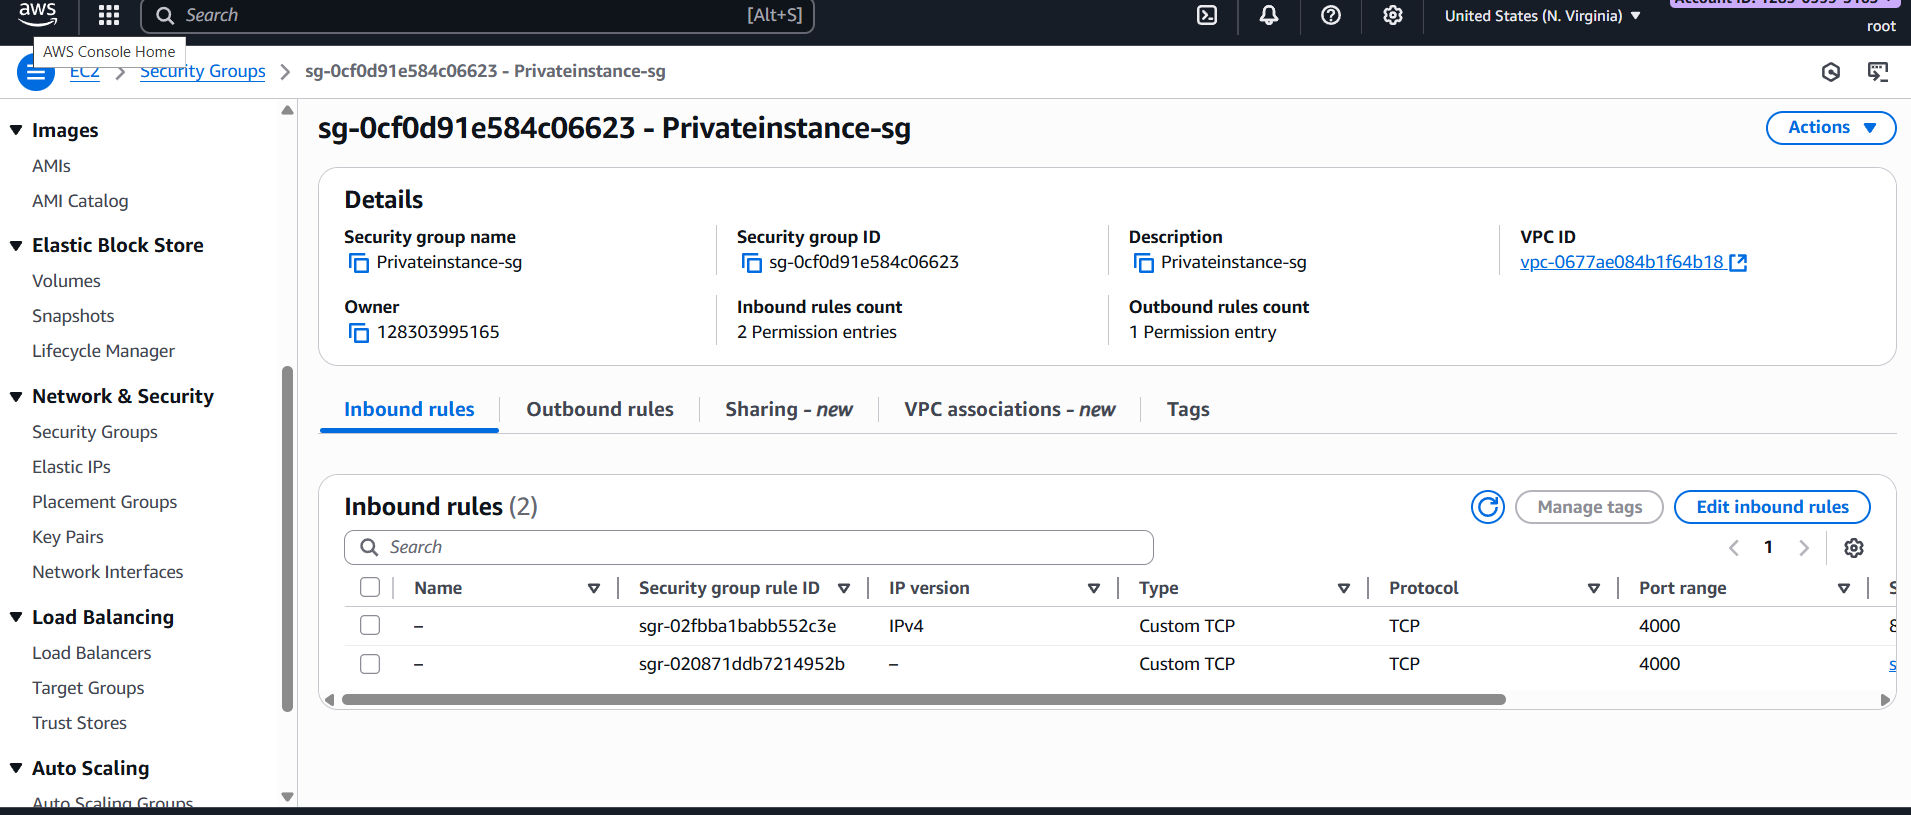 aws
Search
[Alt+S]
United States (N. Virginia)
root
AWS Console Home
EC2
Security Groups
sg-0cf0d91e584c06623 - Privateinstance-sg
Images
AMIs
AMI Catalog
Elastic Block Store
Volumes
Snapshots
Lifecycle Manager
Network & Security
Security Groups
Elastic IPs
Placement Groups
Key Pairs
Network Interfaces
Load Balancing
Load Balancers
Target Groups
Trust Stores
Auto Scaling
Auto Scaling Groups
sg-0cf0d91e584c06623 - Privateinstance-sg
Actions
Details
Security group name
Privateinstance-sg
Security group ID
sg-0cf0d91e584c06623
Description
Privateinstance-sg
VPC ID
vpc-0677ae084b1f64b18
Owner
128303995165
Inbound rules count
2 Permission entries
Outbound rules count
1 Permission entry
Inbound rules
Outbound rules
Sharing - new
VPC associations - new
Tags
Inbound rules (2)
Manage tags
Edit inbound rules
Search
1
Name Security group rule ID IP version Type Protocol Port range
– sgr-02fbba1babb552c3e IPv4 Custom TCP TCP 4000
– sgr-020871ddb7214952b – Custom TCP TCP 4000